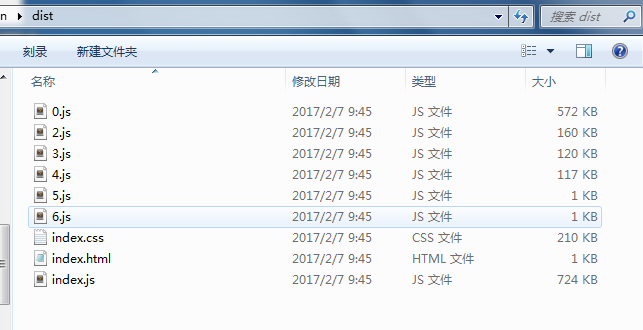 n ▸ dist 搜索 dist
刻录 新建文件夹
名称 修改日期 类型 大小
0.js 2017/2/7 9:45 JS 文件 572 KB
2.js 2017/2/7 9:45 JS 文件 160 KB
3.js 2017/2/7 9:45 JS 文件 120 KB
4.js 2017/2/7 9:45 JS 文件 117 KB
5.js 2017/2/7 9:45 JS 文件 1 KB
6.js 2017/2/7 9:45 JS 文件 1 KB
index.css 2017/2/7 9:45 CSS 文件 210 KB
index.html 2017/2/7 9:45 HTML 文件 1 KB
index.js 2017/2/7 9:45 JS 文件 724 KB